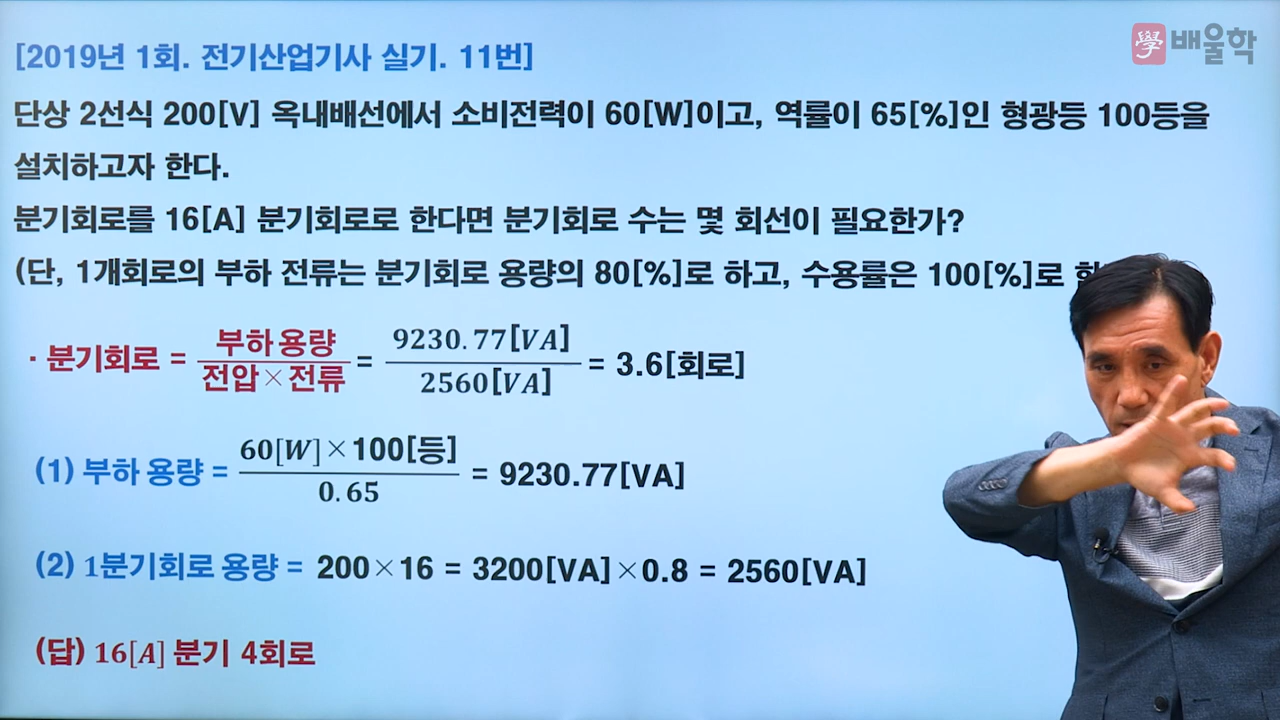 [2019년 1회. 전기산업기사 실기. 11번]
學 배울학
단상 2선식 200[V] 옥내배선에서 소비전력이 60[W]이고, 역률이 65[%]인 형광등 100등을
설치하고자 한다.
분기회로를 16[A] 분기회로로 한다면 분기회로 수는 몇 회선이 필요한가?
(단, 1개회로의 부하 전류는 분기회로 용량의 80[%]로 하고, 수용률은 100[%]로
· 분기회로 = 부하 용량 / 전압 × 전류 = 9230.77[VA] / 2560[VA] = 3.6[회로]
(1) 부하 용량 = 60[W] × 100[등] / 0.65 = 9230.77[VA]
(2) 1분기회로 용량 = 200 × 16 = 3200[VA] × 0.8 = 2560[VA]
(답) 16[A] 분기 4회로